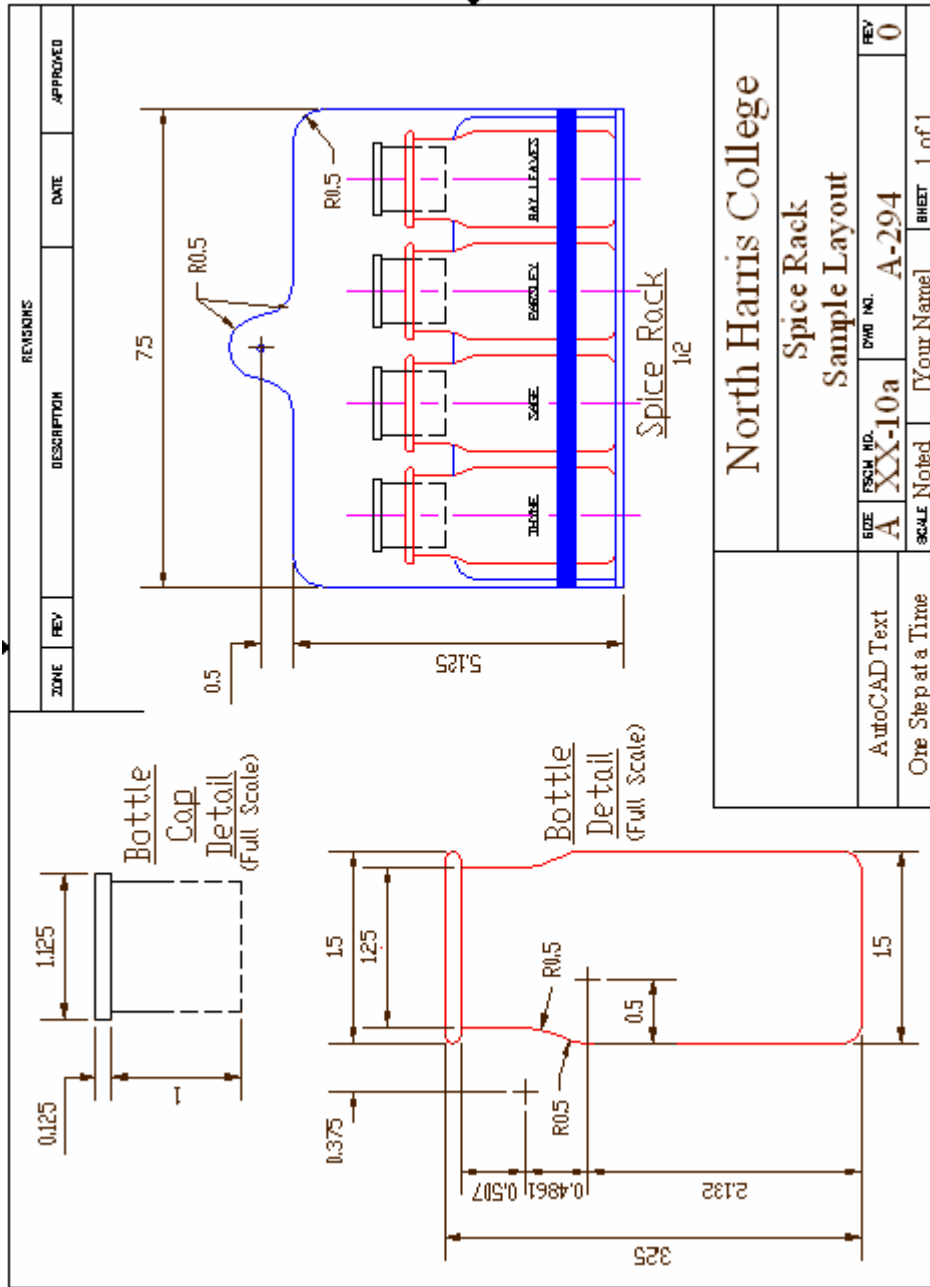 REVISIONS
ZONE REV DESCRIPTION DATE APPROVED
0.125
1.125
1
Bottle
Cap
Detail
(Full Scale)
0.375
1.5
1.25
R0.5
R0.5
0.5
0.507
0.4861
2.132
3.25
1.5
Bottle
Detail
(Full Scale)
7.5
0.5
R0.5
R0.5
5.125
THYME
SAGE
PARSLEY
BAY LEAVES
Spice Rack
1:2
North Harris College
Spice Rack
Sample Layout
AutoCAD Text
One Step at a Time
SIZE
A
FSCM NO.
XX-10a
DWG NO.
A-294
REV
0
SCALE Noted
[Your Name]
SHEET 1 of 1